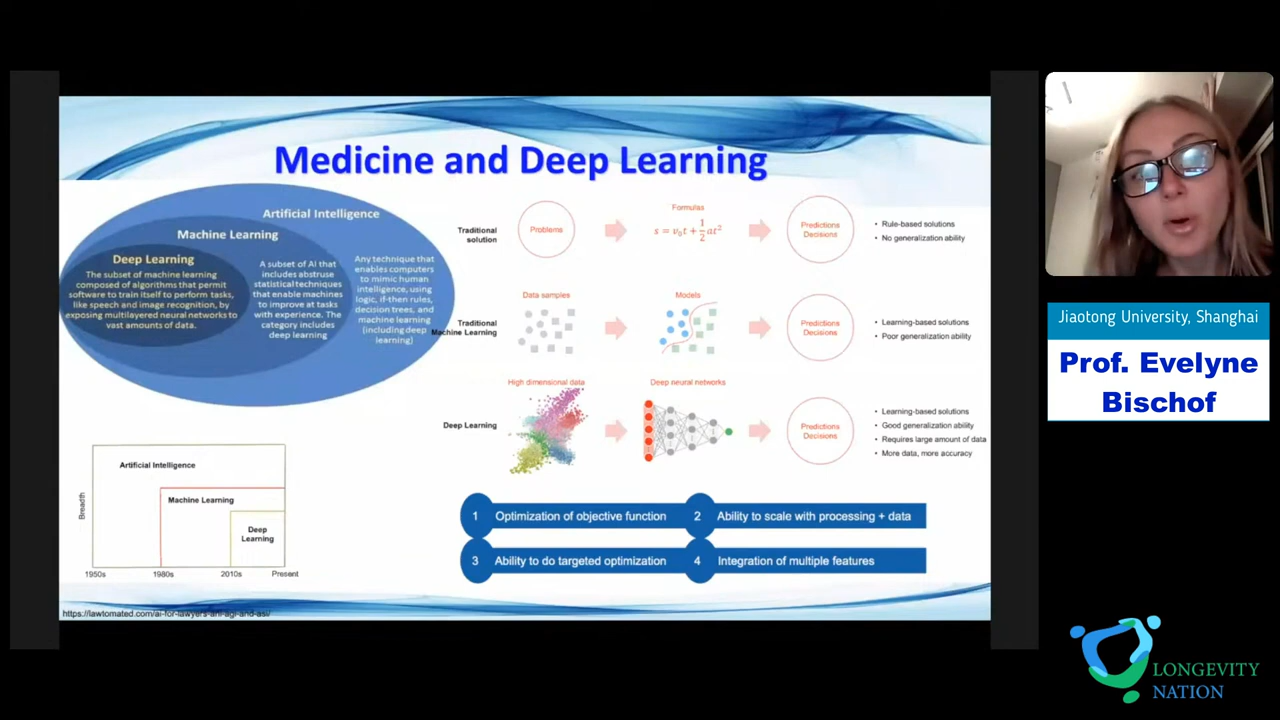 Medicine and Deep Learning
Artificial Intelligence
Machine Learning
Deep Learning
The subset of machine learning
composed of algorithms that permit
software to train itself to perform tasks,
like speech and image recognition, by
exposing multilayered neural networks to
vast amounts of data.
A subset of AI that
includes abstruse
statistical techniques
that enable machines
to improve at tasks
with experience. The
category includes
deep learning
Any technique that
enables computers
to mimic human
intelligence, using
logic, if-then rules,
decision trees, and
machine learning
(including deep
learning)
Traditional
solution
Problems
Formulas
s = v₀t + 1/2 at²
Predictions
Decisions
• Rule-based solutions
• No generalization ability
Traditional
Machine Learning
Data samples
Models
Predictions
Decisions
• Learning-based solutions
• Poor generalization ability
Deep Learning
High dimensional data
Deep neural networks
Predictions
Decisions
• Learning-based solutions
• Good generalization ability
• Requires large amount of data
• More data, more accuracy
Breadth
Artificial Intelligence
Machine Learning
Deep
Learning
1950s 1980s 2010s Present
1 Optimization of objective function
2 Ability to scale with processing + data
3 Ability to do targeted optimization
4 Integration of multiple features
https://lawtomated.com/ai-for-lawyers-ani-agi-and-asi/
Jiaotong University, Shanghai
Prof. Evelyne
Bischof
LONGEVITY
NATION